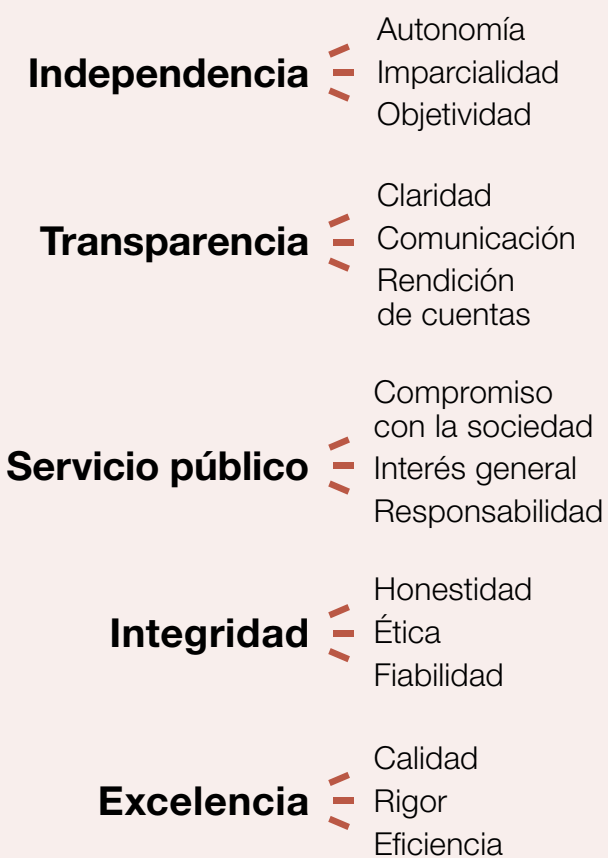 Independencia
Autonomía
Imparcialidad
Objetividad
Transparencia
Claridad
Comunicación
Rendición
de cuentas
Servicio público
Compromiso
con la sociedad
Interés general
Responsabilidad
Integridad
Honestidad
Ética
Fiabilidad
Excelencia
Calidad
Rigor
Eficiencia